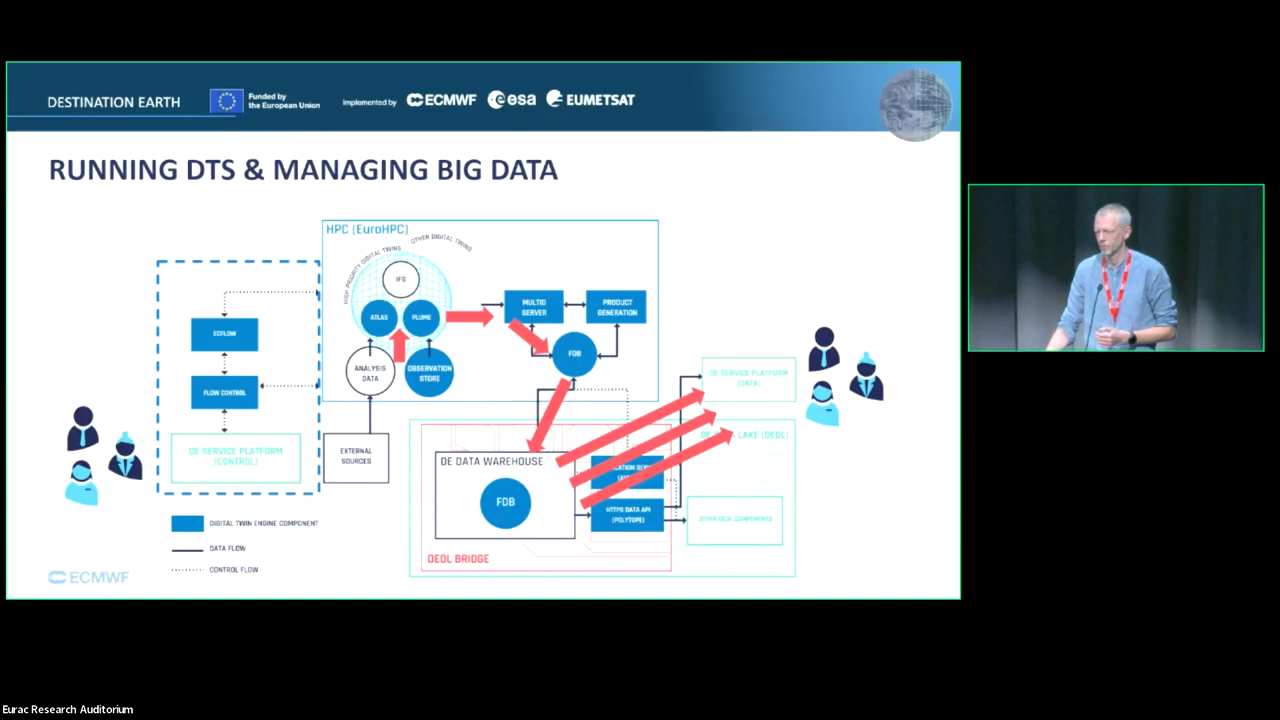 DESTINATION EARTH
Funded by
the European Union
implemented by
ECMWF
esa
EUMETSAT
RUNNING DTS & MANAGING BIG DATA
HPC (EuroHPC)
HIGH-PRIORITY DIGITAL TWINS
OTHER DIGITAL TWINS
IFS
ATLAS
PLUME
MULTIO
SERVER
PRODUCT
GENERATION
FDB
ANALYSIS
DATA
OBSERVATION
STORE
ECFLOW
FLOW CONTROL
DE SERVICE PLATFORM
(CONTROL)
EXTERNAL
SOURCES
DE SERVICE PLATFORM
(DATA)
LAKE (DEDL)
DE DATA WAREHOUSE
FDB
HTTPS DATA API
(POLYTOPE)
OTHER DEDL COMPONENTS
DEDL BRIDGE
DIGITAL TWIN ENGINE COMPONENT
DATA FLOW
CONTROL FLOW
ECMWF
Eurac Research Auditorium